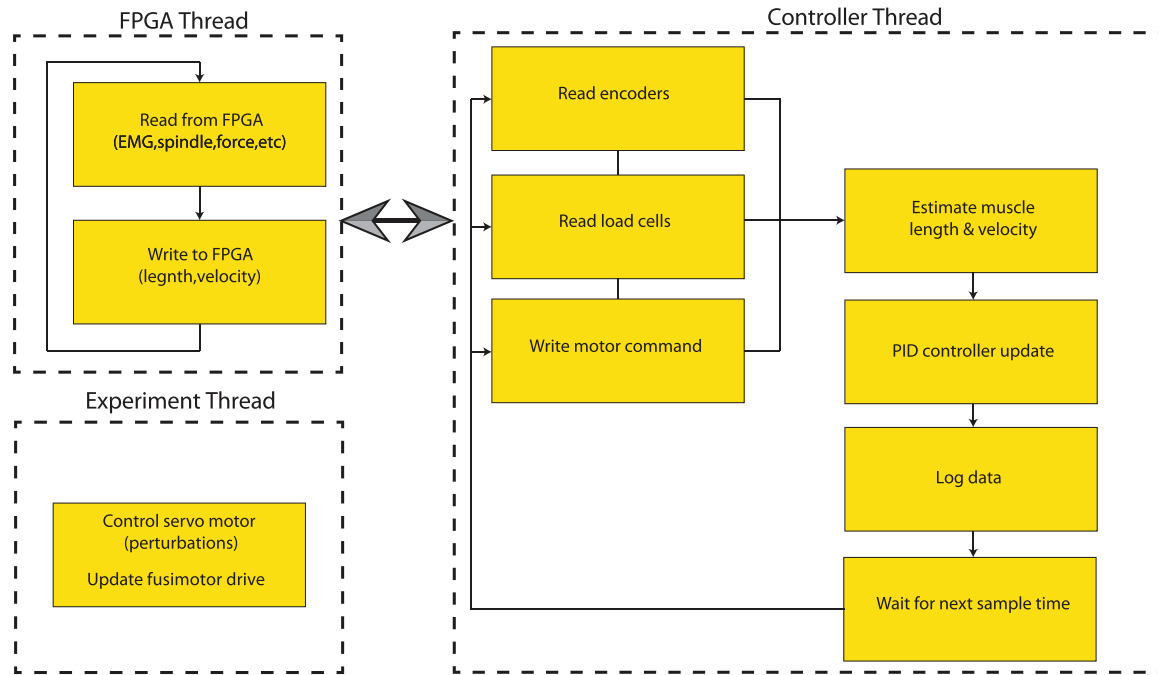 FPGA Thread
Read from FPGA
(EMG,spindle,force,etc)
Write to FPGA
(legnth,velocity)
Experiment Thread
Control servo motor
(perturbations)
Update fusimotor drive
Controller Thread
Read encoders
Read load cells
Write motor command
Estimate muscle
length & velocity
PID controller update
Log data
Wait for next sample time